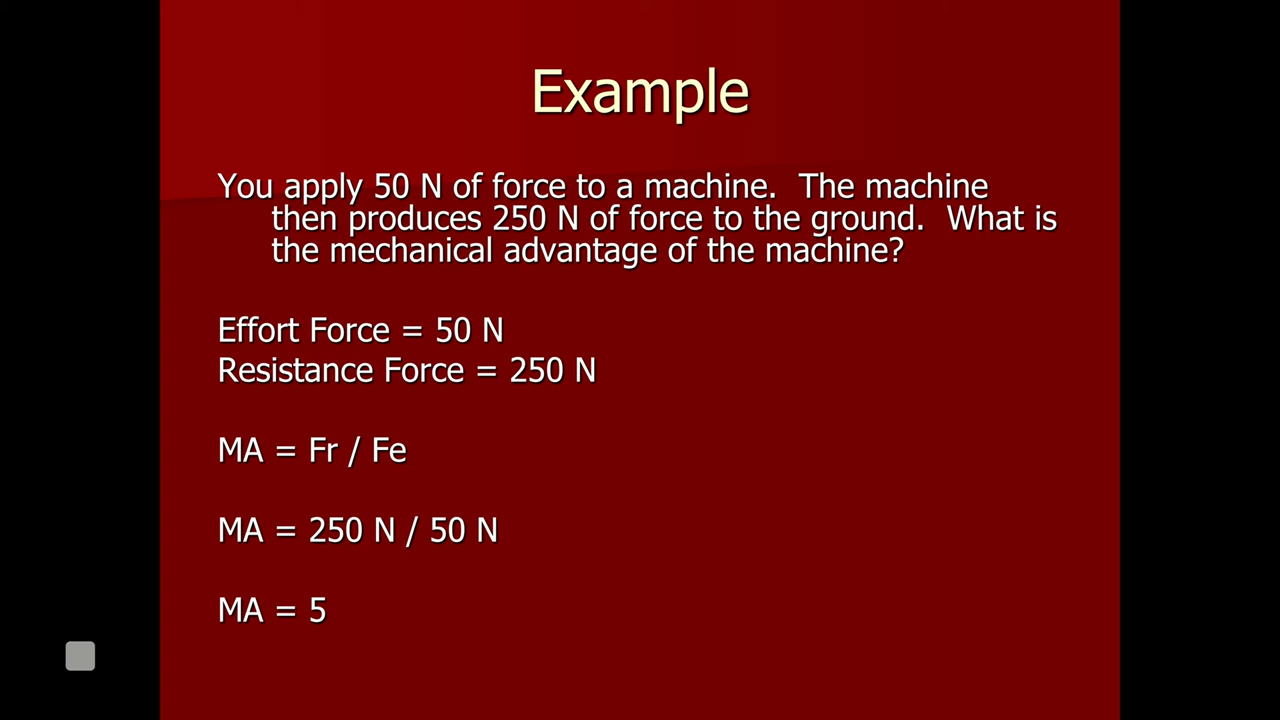 Example
You apply 50 N of force to a machine.  The machine
then produces 250 N of force to the ground.  What is
the mechanical advantage of the machine?
Effort Force = 50 N
Resistance Force = 250 N
MA = Fr / Fe
MA = 250 N / 50 N
MA = 5